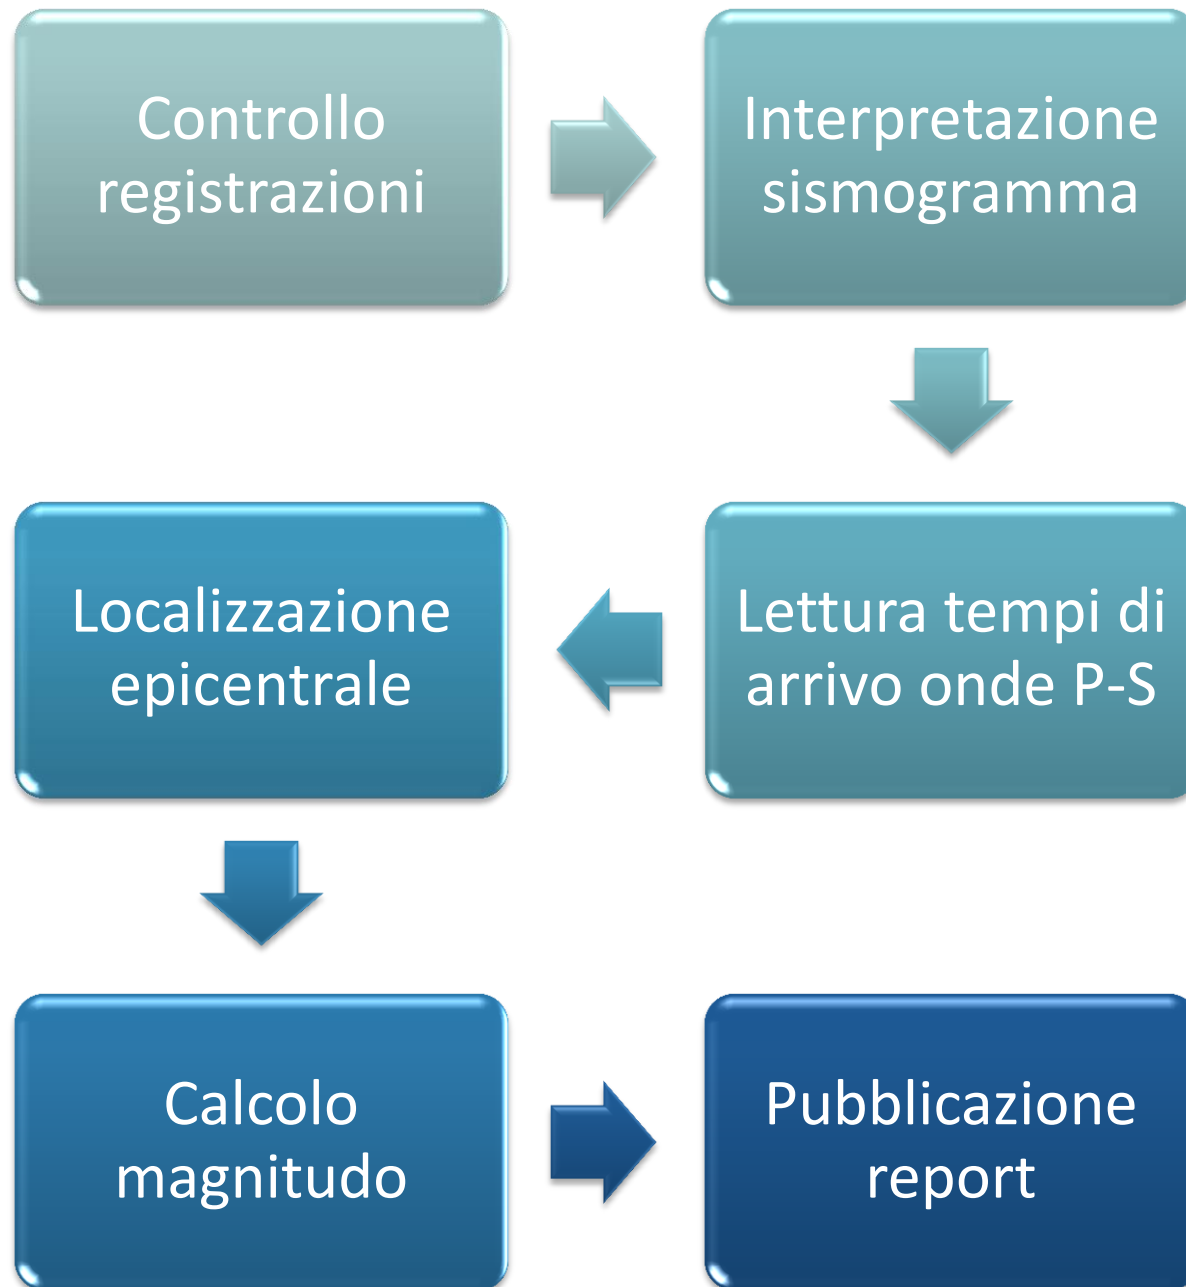 Controllo
registrazioni
Interpretazione
sismogramma
Lettura tempi di
arrivo onde P-S
Localizzazione
epicentrale
Calcolo
magnitudo
Pubblicazione
report